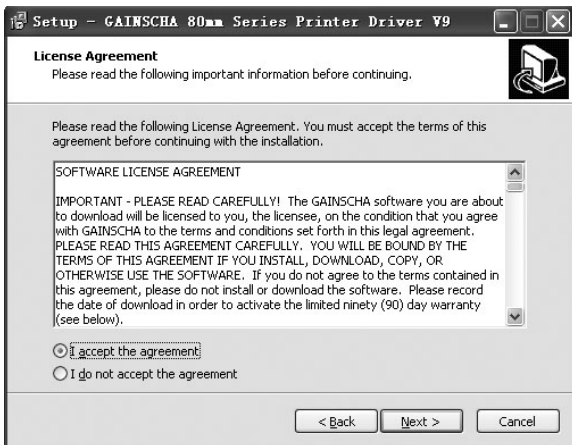 Setup - GAINSCHA 80mm Series Printer Driver V9
License Agreement
Please read the following important information before continuing.
Please read the following License Agreement. You must accept the terms of this
agreement before continuing with the installation.
SOFTWARE LICENSE AGREEMENT
IMPORTANT - PLEASE READ CAREFULLY!  The GAINSCHA software you are about
to download will be licensed to you, the licensee, on the condition that you agree
with GAINSCHA to the terms and conditions set forth in this legal agreement.
PLEASE READ THIS AGREEMENT CAREFULLY.  YOU WILL BE BOUND BY THE
TERMS OF THIS AGREEMENT IF YOU INSTALL, DOWNLOAD, COPY, OR
OTHERWISE USE THE SOFTWARE.  If you do not agree to the terms contained in
this agreement, please do not install or download the software.  Please record
the date of download in order to activate the limited ninety (90) day warranty
(see below).
I accept the agreement
I do not accept the agreement
< Back
Next >
Cancel